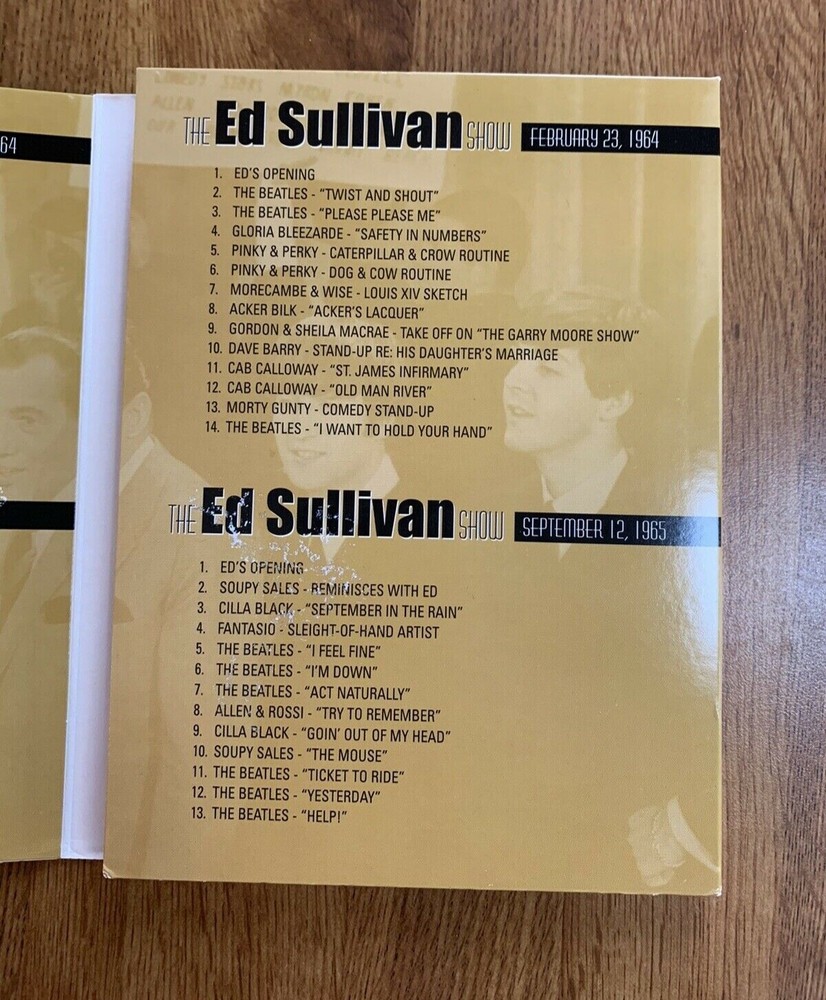 64
THE Ed Sullivan SHOW FEBRUARY 23, 1964
1. ED'S OPENING
2. THE BEATLES - “TWIST AND SHOUT”
3. THE BEATLES - “PLEASE PLEASE ME”
4. GLORIA BLEEZARDE - “SAFETY IN NUMBERS”
5. PINKY & PERKY - CATERPILLAR & CROW ROUTINE
6. PINKY & PERKY - DOG & COW ROUTINE
7. MORECAMBE & WISE - LOUIS XIV SKETCH
8. ACKER BILK - “ACKER'S LACQUER”
9. GORDON & SHEILA MACRAE - TAKE OFF ON “THE GARRY MOORE SHOW”
10. DAVE BARRY - STAND-UP RE: HIS DAUGHTER'S MARRIAGE
11. CAB CALLOWAY - “ST. JAMES INFIRMARY”
12. CAB CALLOWAY - “OLD MAN RIVER”
13. MORTY GUNTY - COMEDY STAND-UP
14. THE BEATLES - “I WANT TO HOLD YOUR HAND”
THE Ed Sullivan SHOW SEPTEMBER 12, 1965
1. ED'S OPENING
2. SOUPY SALES - REMINISCES WITH ED
3. CILLA BLACK - “SEPTEMBER IN THE RAIN”
4. FANTASIO - SLEIGHT-OF-HAND ARTIST
5. THE BEATLES - “I FEEL FINE”
6. THE BEATLES - “I'M DOWN”
7. THE BEATLES - “ACT NATURALLY”
8. ALLEN & ROSSI - “TRY TO REMEMBER”
9. CILLA BLACK - “GOIN' OUT OF MY HEAD”
10. SOUPY SALES - “THE MOUSE”
11. THE BEATLES - “TICKET TO RIDE”
12. THE BEATLES - “YESTERDAY”
13. THE BEATLES - “HELP!”